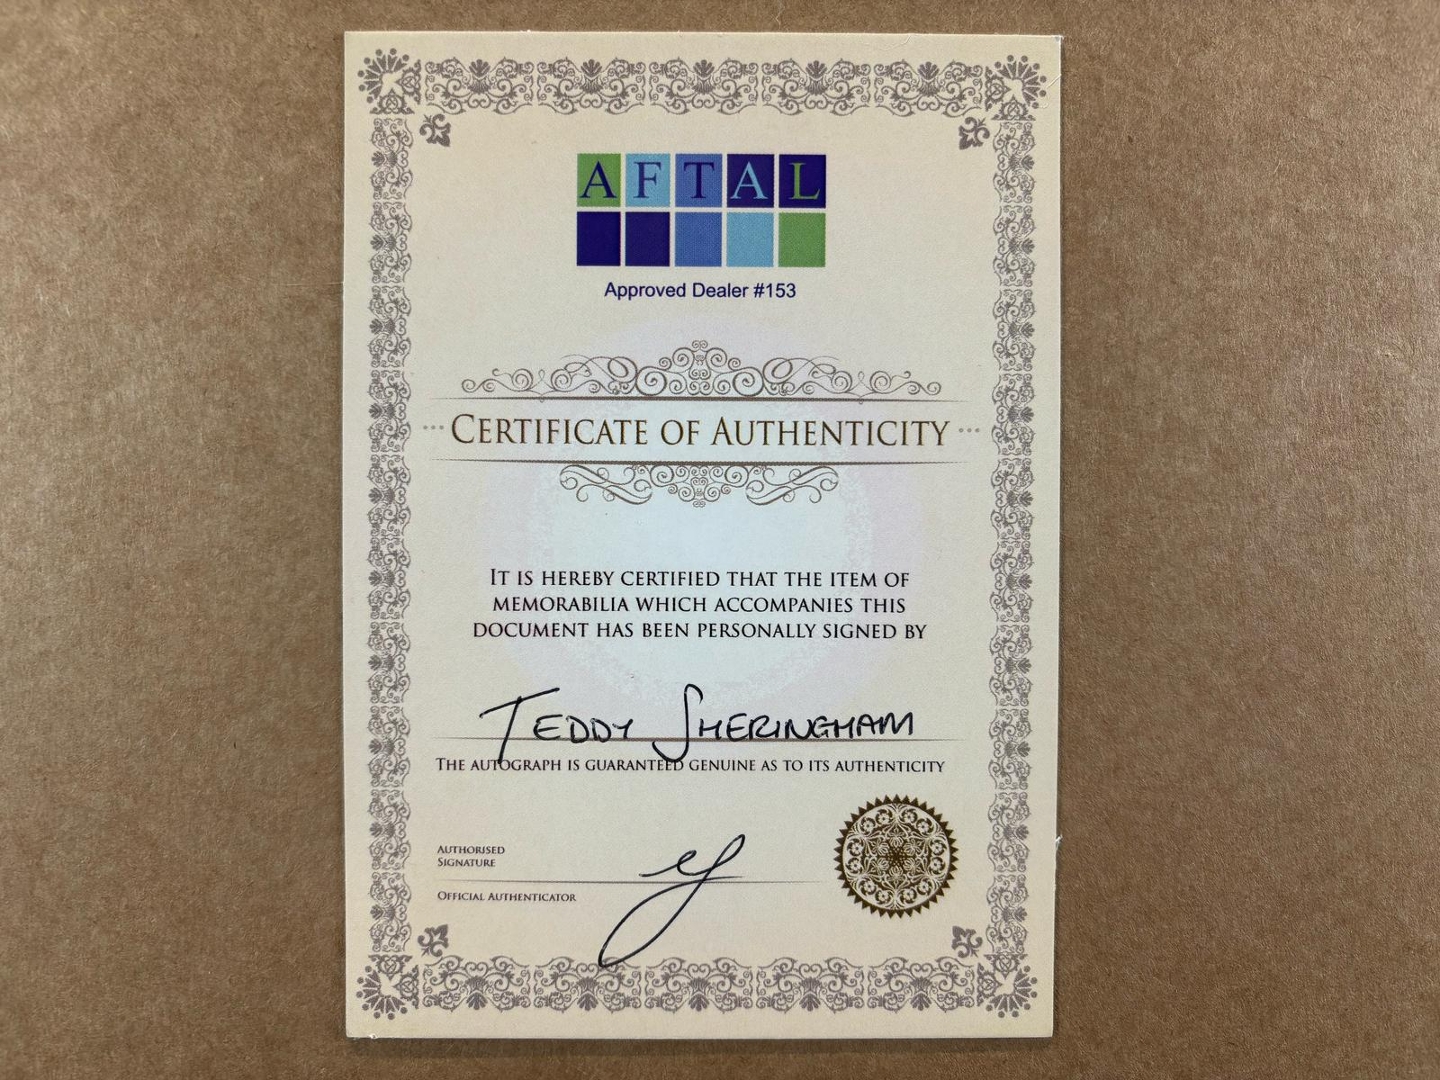 AFTAL
Approved Dealer #153
CERTIFICATE OF AUTHENTICITY
IT IS HEREBY CERTIFIED THAT THE ITEM OF
MEMORABILIA WHICH ACCOMPANIES THIS
DOCUMENT HAS BEEN PERSONALLY SIGNED BY
TEDDY SHERINGHAM
THE AUTOGRAPH IS GUARANTEED GENUINE AS TO ITS AUTHENTICITY
AUTHORISED
SIGNATURE
OFFICIAL AUTHENTICATOR